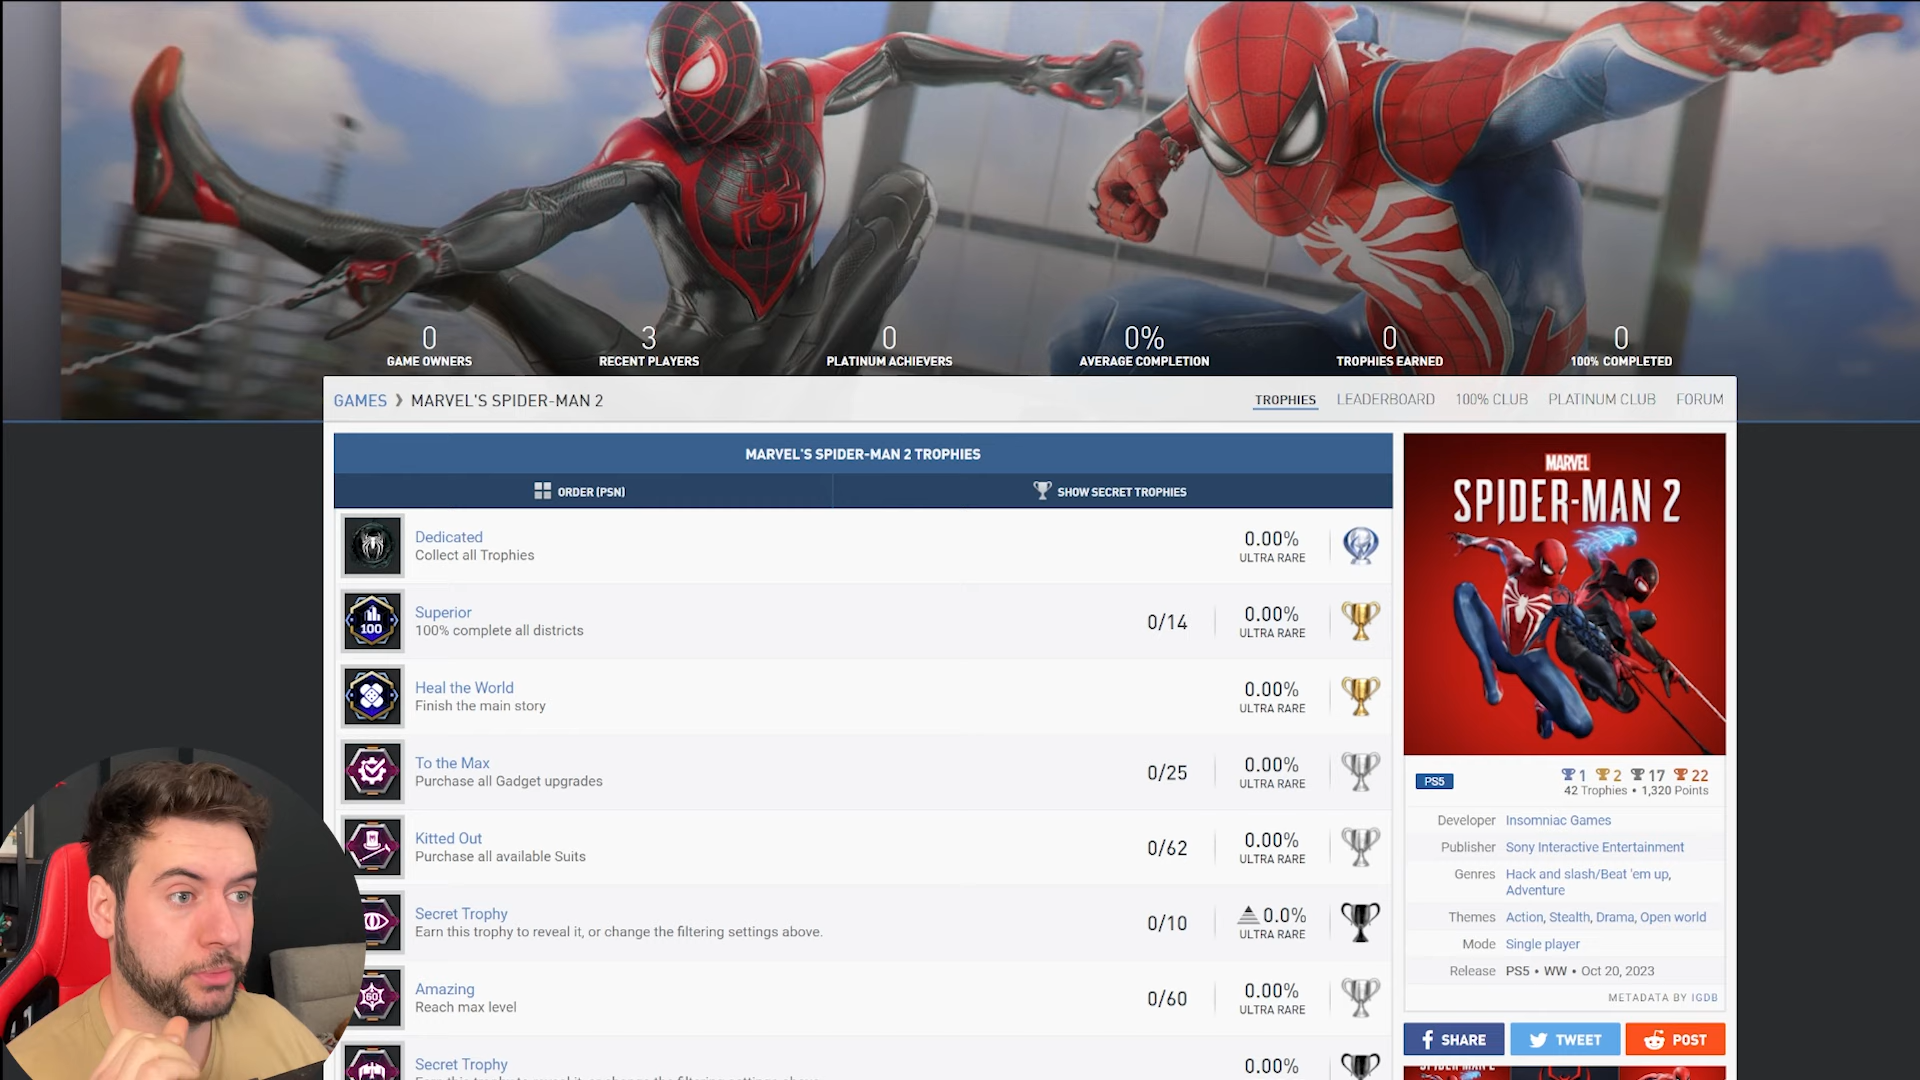 0
GAME OWNERS
3
RECENT PLAYERS
0
PLATINUM ACHIEVERS
0%
AVERAGE COMPLETION
0
TROPHIES EARNED
0
100% COMPLETED
GAMES › MARVEL'S SPIDER-MAN 2
TROPHIES LEADERBOARD 100% CLUB PLATINUM CLUB FORUM
MARVEL'S SPIDER-MAN 2 TROPHIES
ORDER (PSN) SHOW SECRET TROPHIES
Dedicated
Collect all Trophies
0.00%
ULTRA RARE
100
Superior
100% complete all districts
0/14
0.00%
ULTRA RARE
Heal the World
Finish the main story
0.00%
ULTRA RARE
To the Max
Purchase all Gadget upgrades
0/25
0.00%
ULTRA RARE
Kitted Out
Purchase all available Suits
0/62
0.00%
ULTRA RARE
Secret Trophy
Earn this trophy to reveal it, or change the filtering settings above.
0/10
0.0%
ULTRA RARE
60
Amazing
Reach max level
0/60
0.00%
ULTRA RARE
Secret Trophy
0.00%
MARVEL
SPIDER-MAN 2
PS5
1 2 17 22
42 Trophies • 1,320 Points
Developer Insomniac Games
Publisher Sony Interactive Entertainment
Genres Hack and slash/Beat 'em up,
Adventure
Themes Action, Stealth, Drama, Open world
Mode Single player
Release PS5 • WW • Oct 20, 2023
METADATA BY IGDB
SHARE TWEET POST